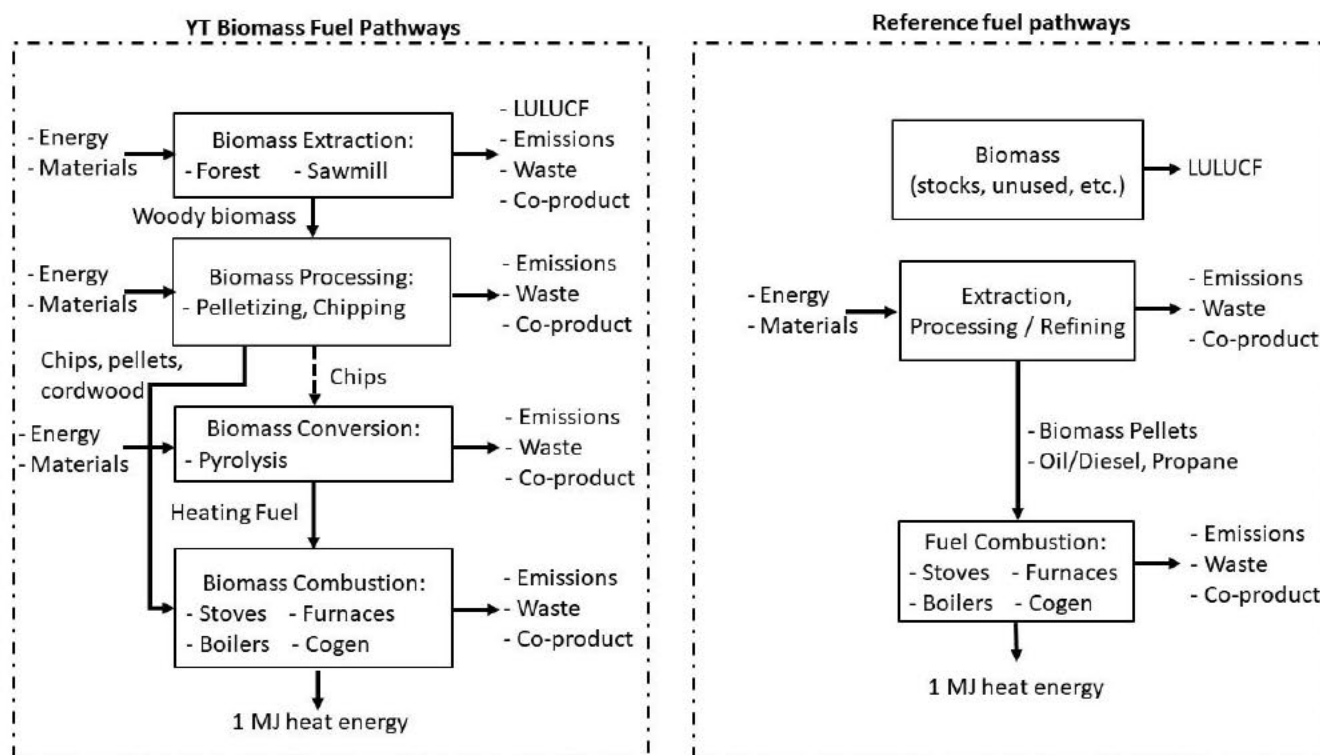 YT Biomass Fuel Pathways
- Energy
- Materials
Biomass Extraction:
- Forest - Sawmill
- LULUCF
- Emissions
- Waste
- Co-product
Woody biomass
- Energy
- Materials
Biomass Processing:
- Pelletizing, Chipping
- Emissions
- Waste
- Co-product
Chips, pellets,
cordwood
Chips
- Energy
- Materials
Biomass Conversion:
- Pyrolysis
- Emissions
- Waste
- Co-product
Heating Fuel
Biomass Combustion:
- Stoves - Furnaces
- Boilers - Cogen
- Emissions
- Waste
- Co-product
1 MJ heat energy
Reference fuel pathways
Biomass
(stocks, unused, etc.)
LULUCF
- Energy
- Materials
Extraction,
Processing / Refining
- Emissions
- Waste
- Co-product
- Biomass Pellets
- Oil/Diesel, Propane
Fuel Combustion:
- Stoves - Furnaces
- Boilers - Cogen
- Emissions
- Waste
- Co-product
1 MJ heat energy